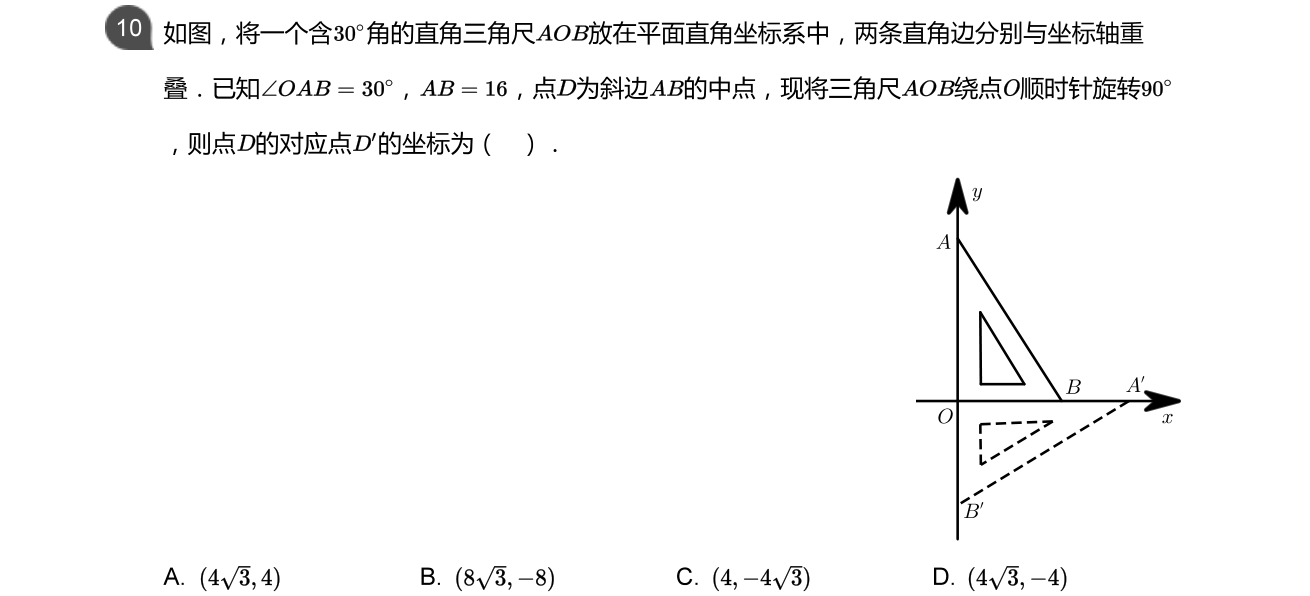 10 如图，将一个含30°角的直角三角尺AOB放在平面直角坐标系中，两条直角边分别与坐标轴重
叠．已知∠OAB = 30°，AB = 16，点D为斜边AB的中点，现将三角尺AOB绕点O顺时针旋转90°
，则点D的对应点D′的坐标为（ ）．
y
A
B
A′
O
x
B′
A. (4√3, 4) B. (8√3, −8) C. (4, −4√3) D. (4√3, −4)